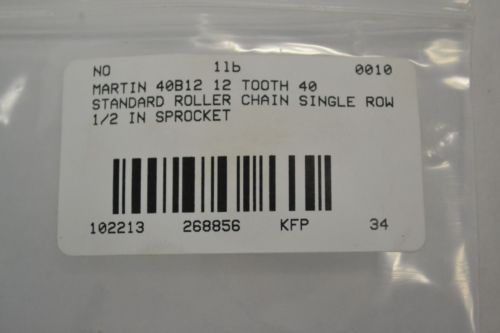 NO 11b 0010
MARTIN 40B12 12 TOOTH 40
STANDARD ROLLER CHAIN SINGLE ROW
1/2 IN SPROCKET
102213 268856 KFP 34